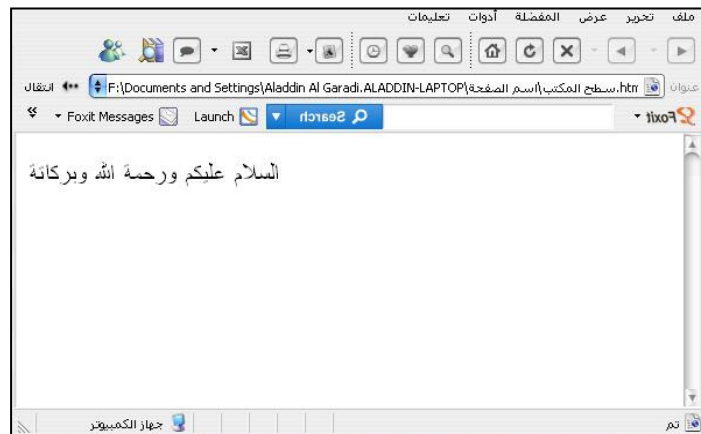 ملف تحرير عرض المفضلة أدوات تعليمات
عنوان F:\Documents and Settings\Aladdin Al Garadi.ALADDIN-LAPTOP\سطح المكتب\اسم الصفحة.htm انتقال
Foxit Search Launch Foxit Messages
السلام عليكم ورحمة الله وبركاتة
تم جهاز الكمبيوتر